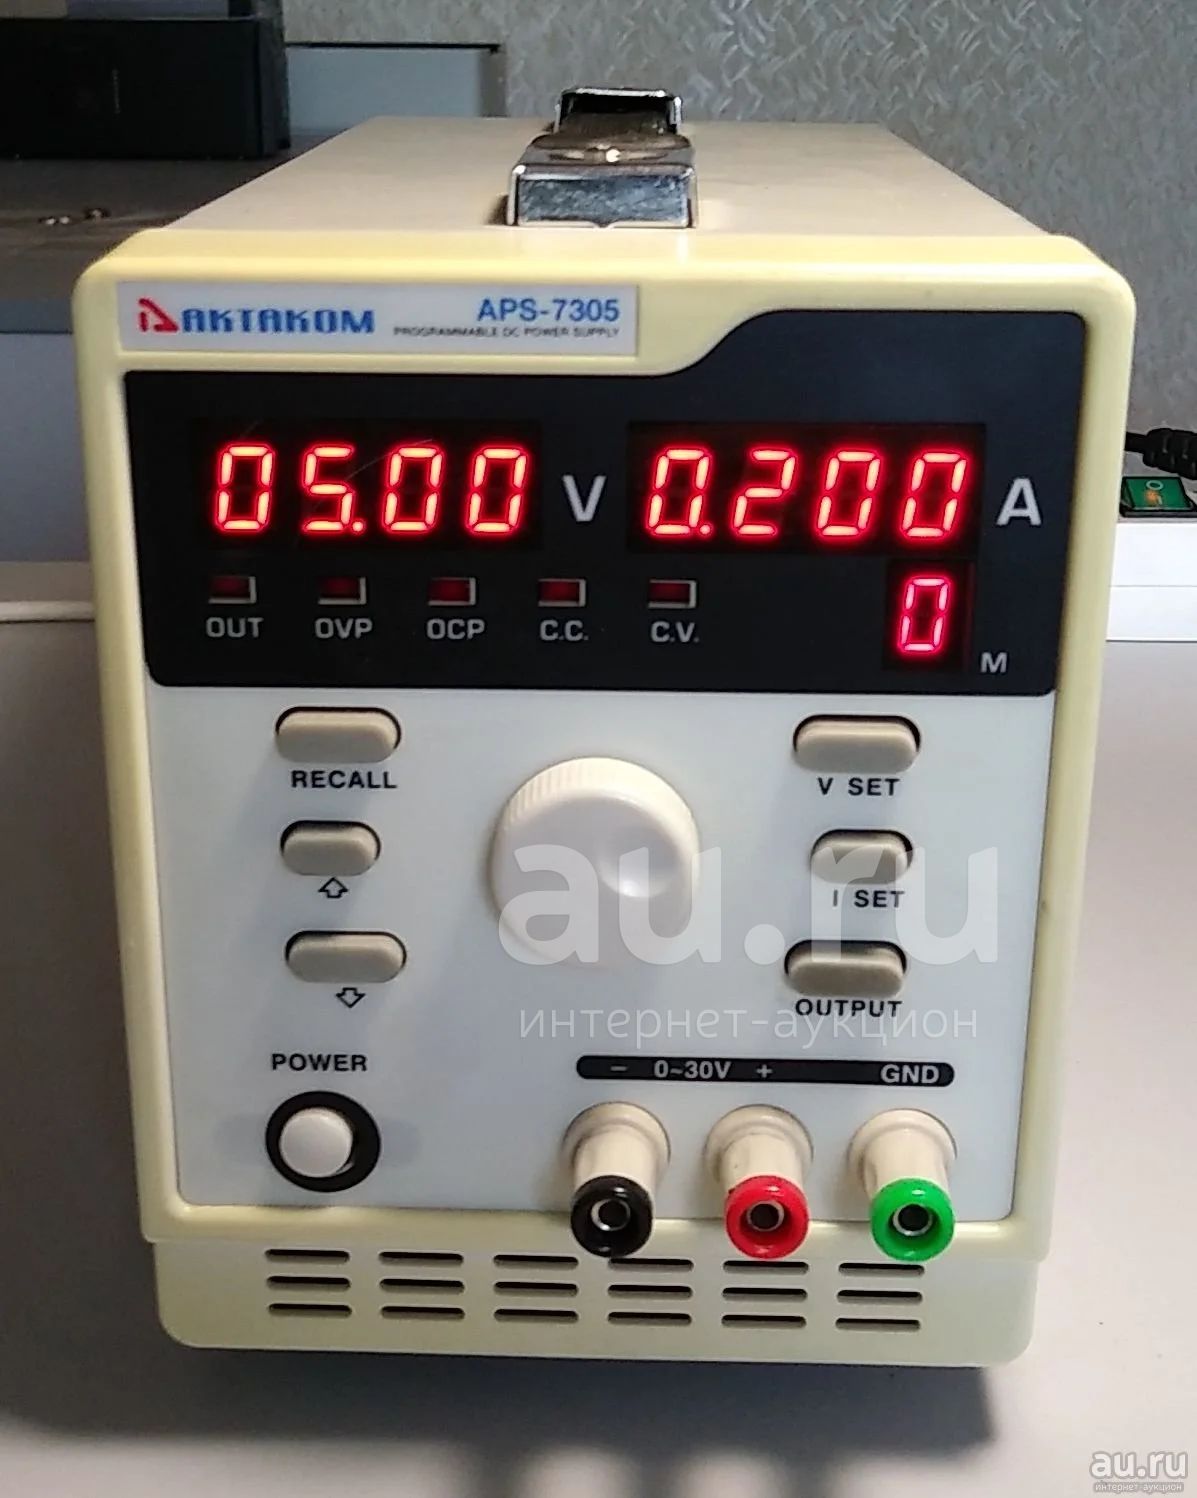 АКТАКОМ APS-7305
PROGRAMMABLE DC POWER SUPPLY
05.00 V 0.200 A
OUT OVP OCP C.C. C.V. 0 M
RECALL V SET
I SET
OUTPUT
au.ru
интернет-аукцион
POWER
− 0~30V + GND
au.ru
интернет-аукцион